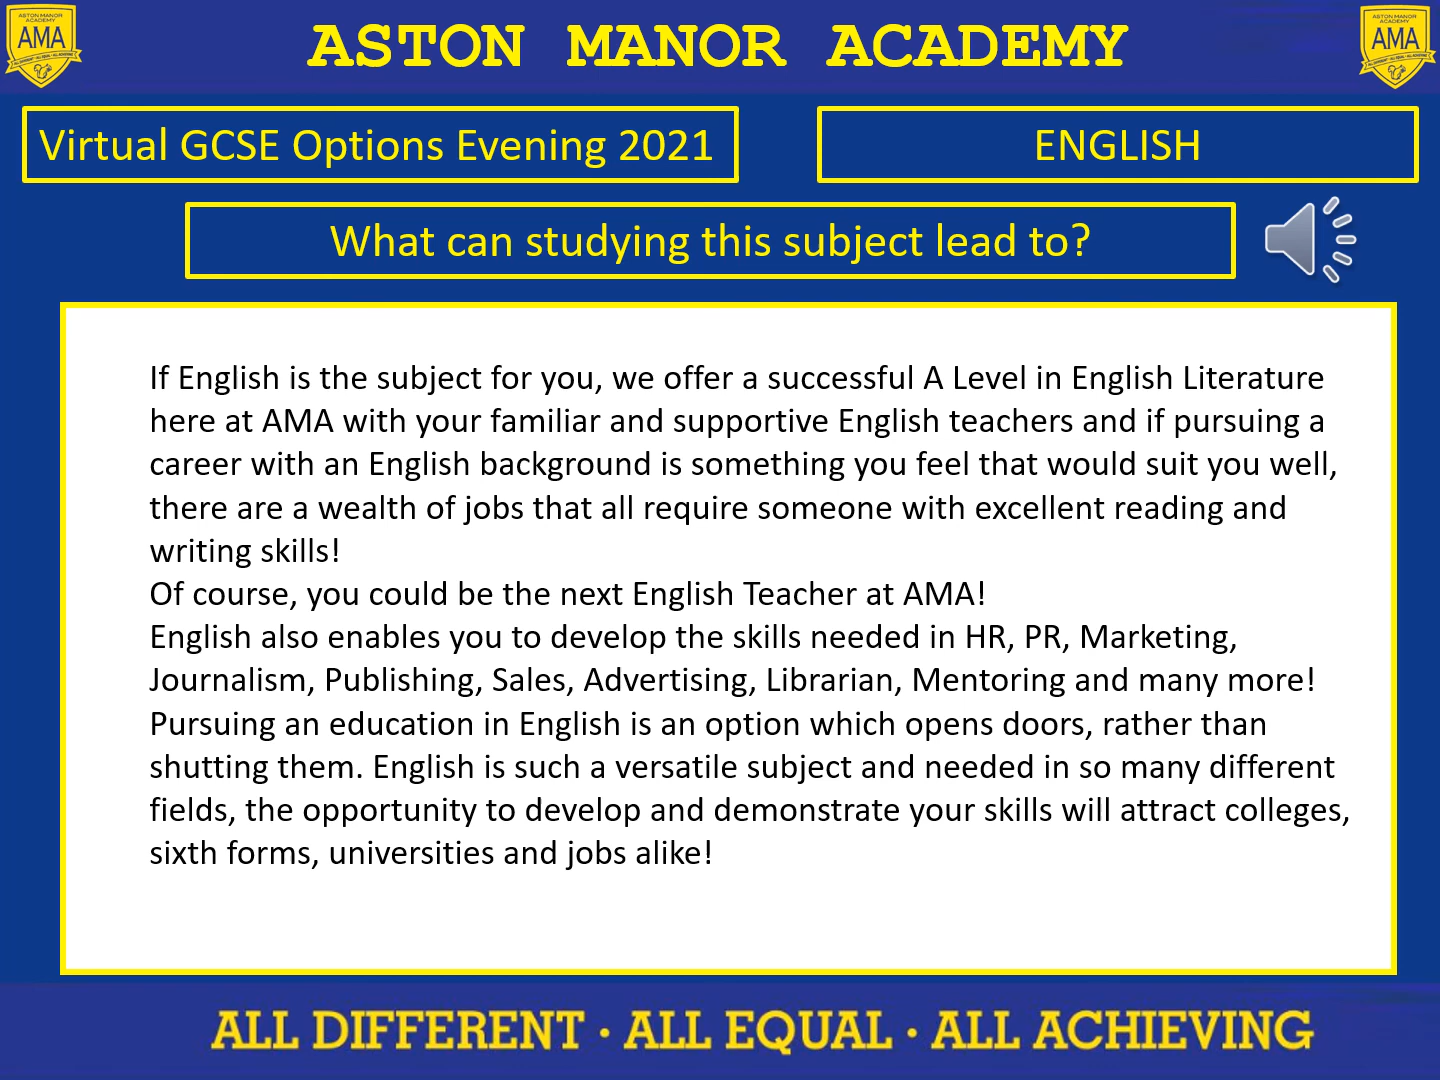 ASTON MANOR ACADEMY
AMA
ASTON MANOR ACADEMY
ASTON MANOR ACADEMY
AMA
Virtual GCSE Options Evening 2021
ENGLISH
What can studying this subject lead to?
If English is the subject for you, we offer a successful A Level in English Literature
here at AMA with your familiar and supportive English teachers and if pursuing a
career with an English background is something you feel that would suit you well,
there are a wealth of jobs that all require someone with excellent reading and
writing skills!
Of course, you could be the next English Teacher at AMA!
English also enables you to develop the skills needed in HR, PR, Marketing,
Journalism, Publishing, Sales, Advertising, Librarian, Mentoring and many more!
Pursuing an education in English is an option which opens doors, rather than
shutting them. English is such a versatile subject and needed in so many different
fields, the opportunity to develop and demonstrate your skills will attract colleges,
sixth forms, universities and jobs alike!
ALL DIFFERENT · ALL EQUAL · ALL ACHIEVING